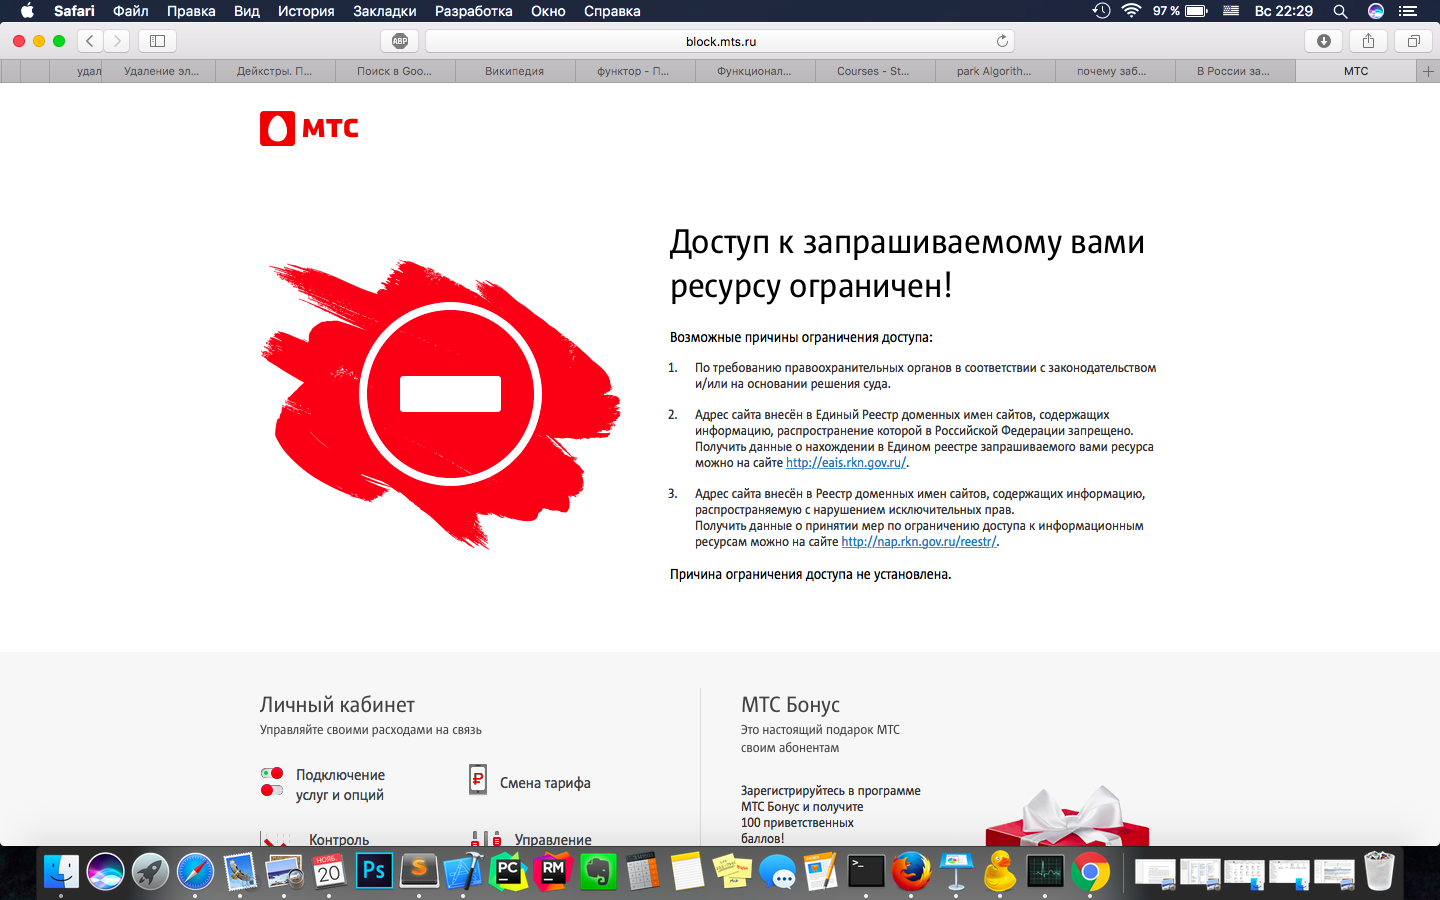 Safari Файл Правка Вид История Закладки Разработка Окно Справка 97 % Вс 22:29
ABP block.mts.ru
удал Удаление эл... Дейкстры. П... Поиск в Goo... Википедия функтор - П... Функционал... Courses - St... park Algorith... почему заб... В России за... МТС
МТС
Доступ к запрашиваемому вами
ресурсу ограничен!
Возможные причины ограничения доступа:
1. По требованию правоохранительных органов в соответствии с законодательством
и/или на основании решения суда.
2. Адрес сайта внесён в Единый Реестр доменных имен сайтов, содержащих
информацию, распространение которой в Российской Федерации запрещено.
Получить данные о нахождении в Едином реестре запрашиваемого вами ресурса
можно на сайте http://eais.rkn.gov.ru/.
3. Адрес сайта внесён в Реестр доменных имен сайтов, содержащих информацию,
распространяемую с нарушением исключительных прав.
Получить данные о принятии мер по ограничению доступа к информационным
ресурсам можно на сайте http://nap.rkn.gov.ru/reestr/.
Причина ограничения доступа не установлена.
Личный кабинет
Управляйте своими расходами на связь
Подключение
услуг и опций
Смена тарифа
Контроль
Управление
МТС Бонус
Это настоящий подарок МТС
своим абонентам
Зарегистрируйтесь в программе
МТС Бонус и получите
100 приветственных
баллов!
НОЯБ.
20
Ps
S
PC
RM
>_